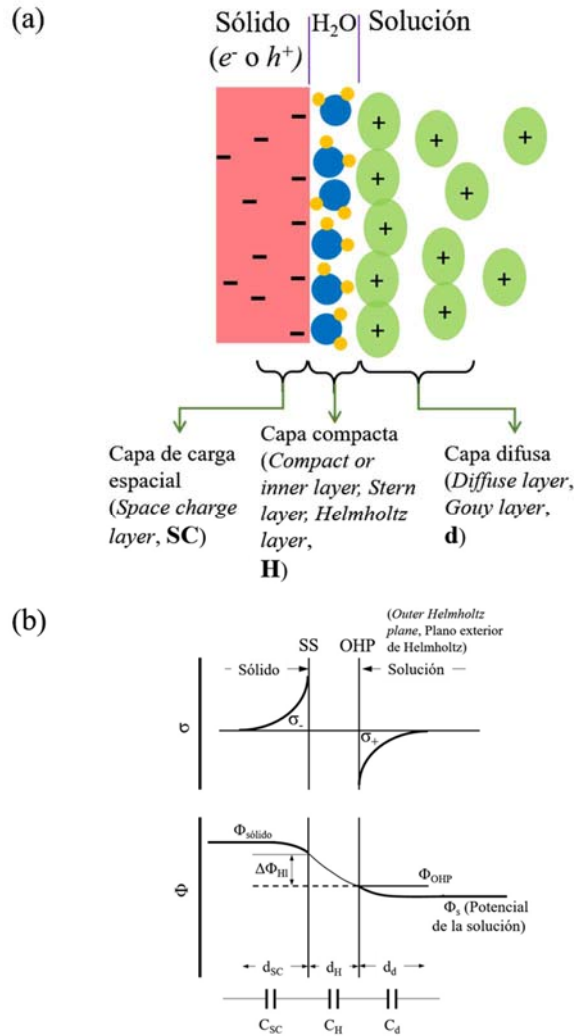 (a)
Sólido H₂O Solución
(e⁻ o h⁺)
Capa de carga
espacial
(Space charge
layer, SC)
Capa compacta
(Compact or
inner layer, Stern
layer, Helmholtz
layer,
H)
Capa difusa
(Diffuse layer,
Gouy layer,
d)
(b)
(Outer Helmholtz
plane, Plano exterior
de Helmholtz)
SS OHP
Sólido Solución
σ
σ₋
σ₊
Φ
Φsólido
ΔΦHl
ΦOHP
Φs (Potencial
de la solución)
dSC dH dd
CSC CH Cd